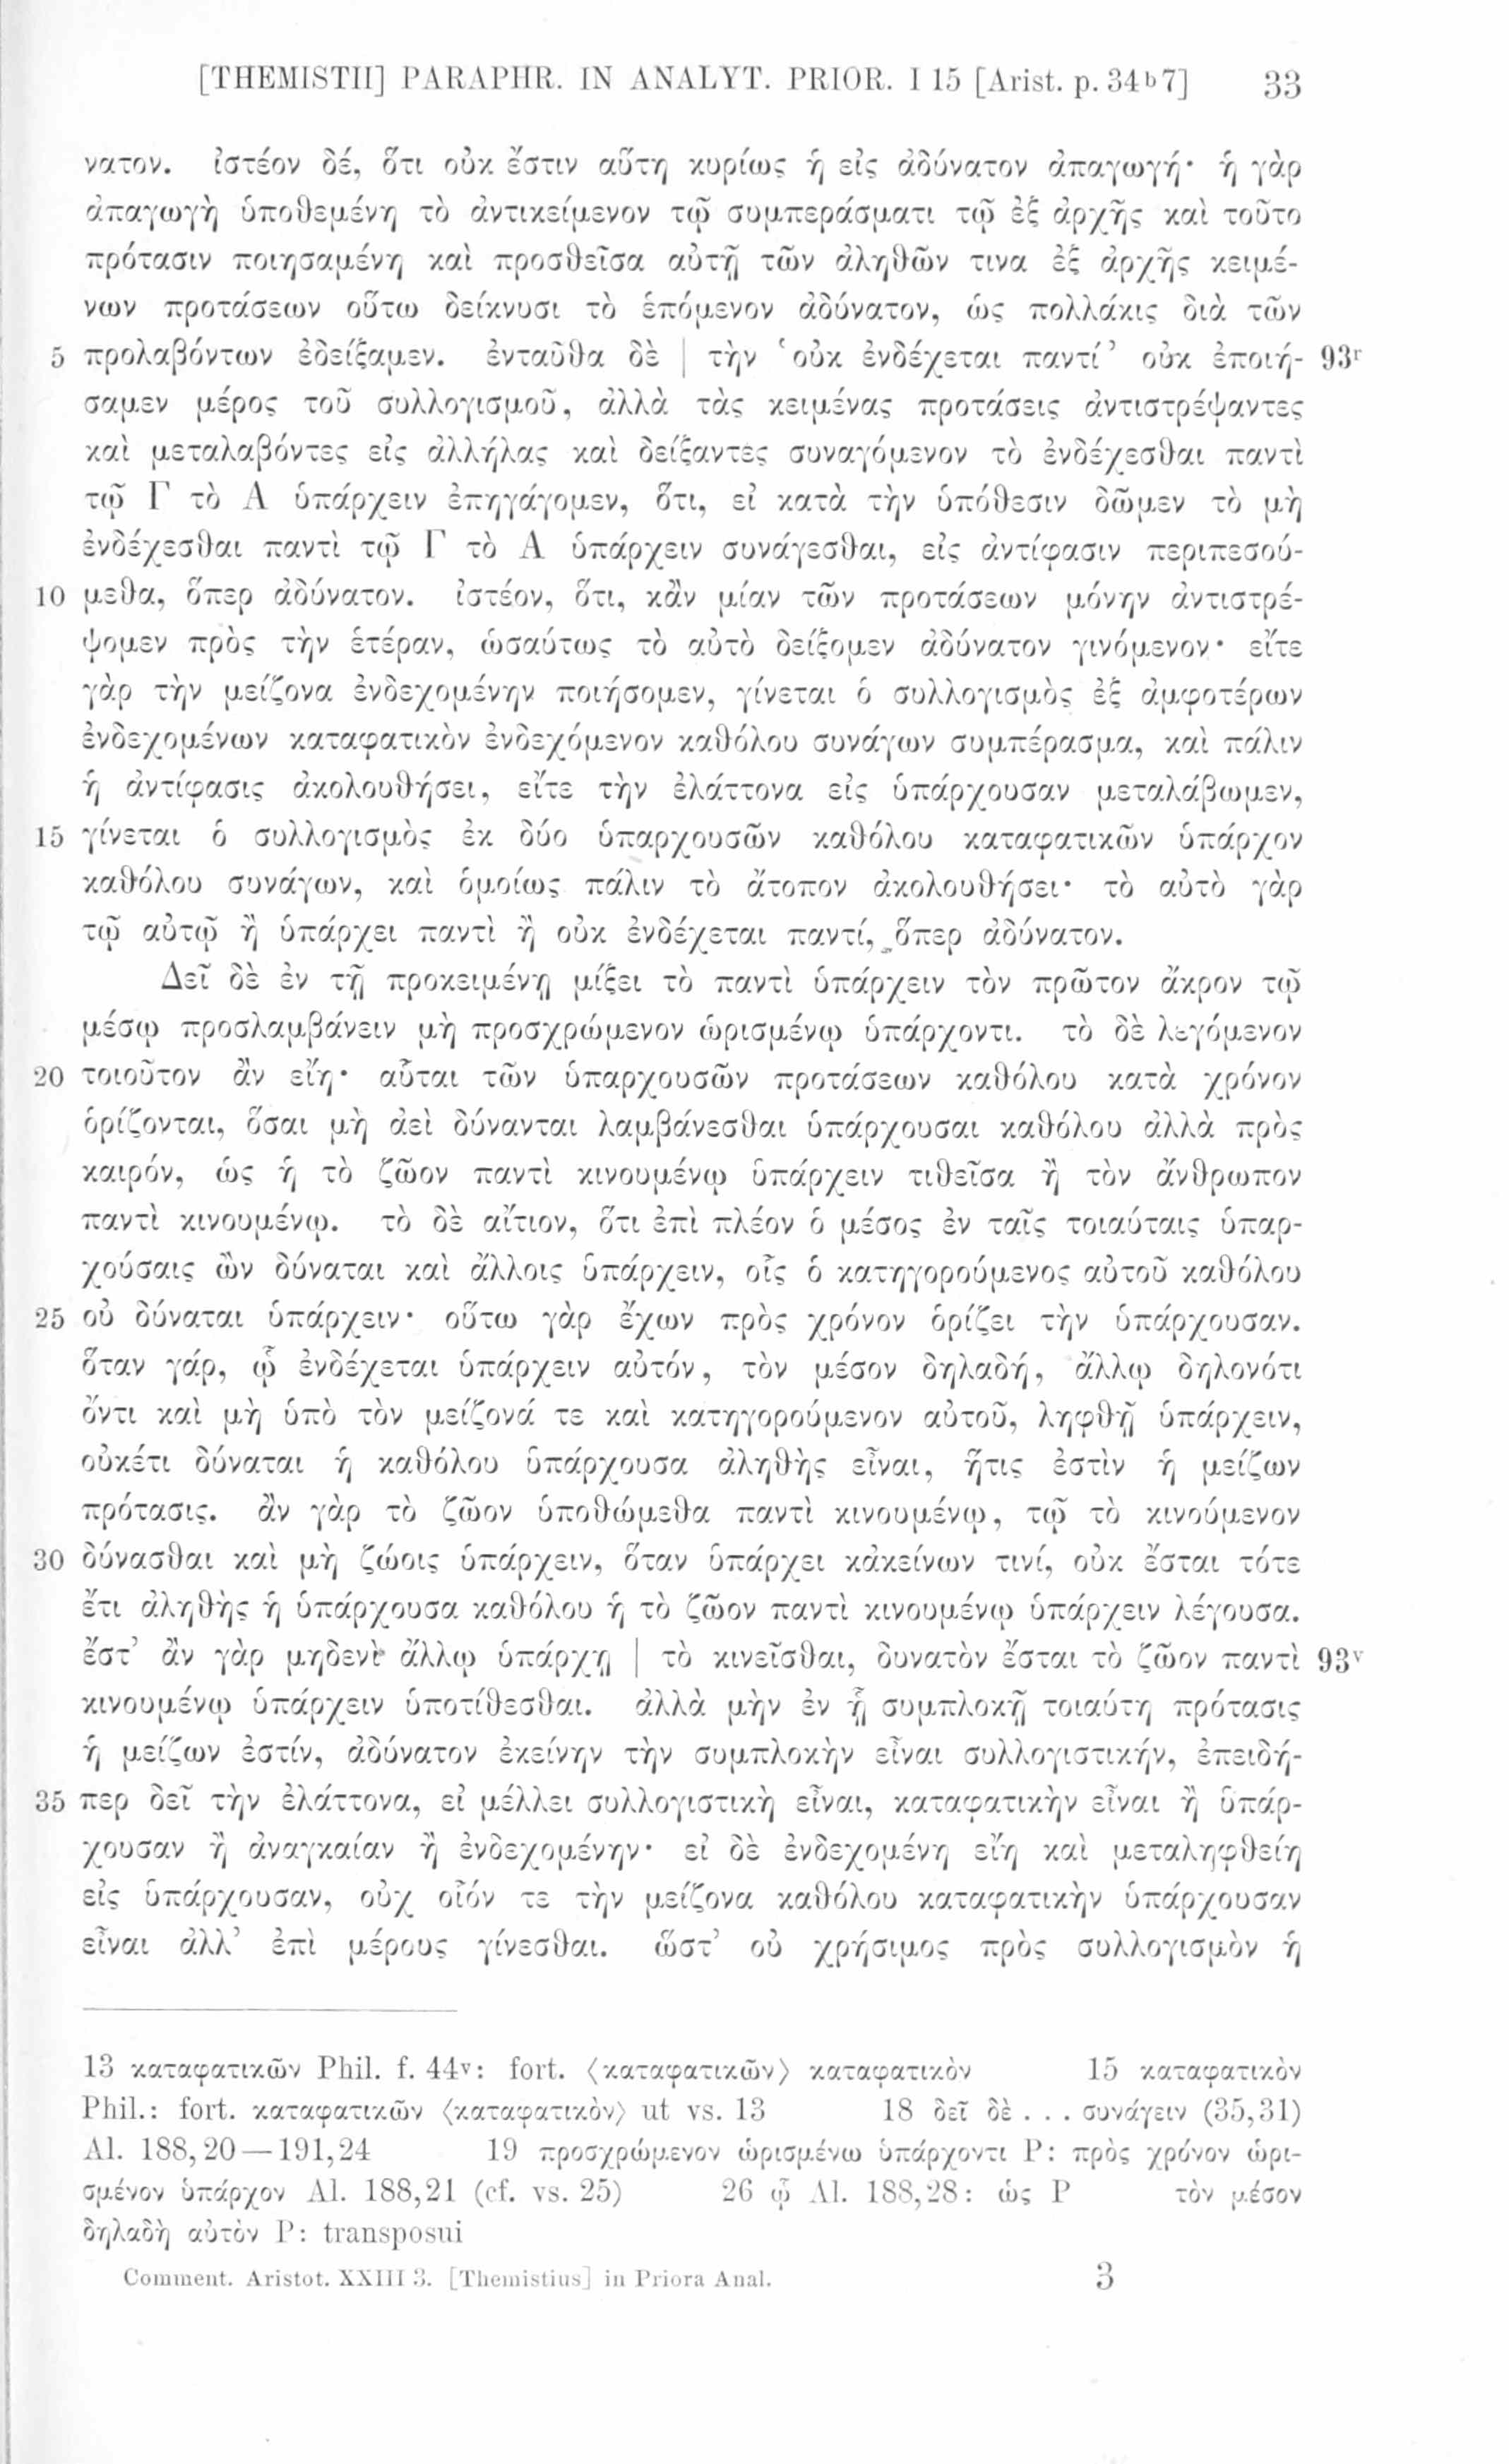 [THEMISTII] PARAPHR. IN ANALYT. PRIOR. I 15 [Arist. p. 34ᵇ7] 33
νατον. ἰστέον δέ, ὅτι οὐκ ἔστιν αὕτη κυρίως ἡ εἰς ἀδύνατον ἀπαγωγή· ἡ γὰρ
ἀπαγωγὴ ὑποθεμένη τὸ ἀντικείμενον τῷ συμπεράσματι τῷ ἐξ ἀρχῆς καὶ τοῦτο
πρότασιν ποιησαμένη καὶ προσθεῖσα αὐτῇ τῶν ἀληθῶν τινα ἐξ ἀρχῆς κειμέ-
νων προτάσεων οὕτω δείκνυσι τὸ ἑπόμενον ἀδύνατον, ὡς πολλάκις διὰ τῶν
5 προλαβόντων ἐδείξαμεν. ἐνταῦθα δὲ | τὴν ‘οὐκ ἐνδέχεται παντί’ οὐκ ἐποιή- 93ʳ
σαμεν μέρος τοῦ συλλογισμοῦ, ἀλλὰ τὰς κειμένας προτάσεις ἀντιστρέψαντες
καὶ μεταλαβόντες εἰς ἀλλήλας καὶ δείξαντες συναγόμενον τὸ ἐνδέχεσθαι παντὶ
τῷ Γ τὸ Α ὑπάρχειν ἐπηγάγομεν, ὅτι, εἰ κατὰ τὴν ὑπόθεσιν δῶμεν τὸ μὴ
ἐνδέχεσθαι παντὶ τῷ Γ τὸ Α ὑπάρχειν συνάγεσθαι, εἰς ἀντίφασιν περιπεσού-
10 μεθα, ὅπερ ἀδύνατον. ἰστέον, ὅτι, κἂν μίαν τῶν προτάσεων μόνην ἀντιστρέ-
ψομεν πρὸς τὴν ἑτέραν, ὡσαύτως τὸ αὐτὸ δείξομεν ἀδύνατον γινόμενον· εἴτε
γὰρ τὴν μείζονα ἐνδεχομένην ποιήσομεν, γίνεται ὁ συλλογισμὸς ἐξ ἀμφοτέρων
ἐνδεχομένων καταφατικὸν ἐνδεχόμενον καθόλου συνάγων συμπέρασμα, καὶ πάλιν
ἡ ἀντίφασις ἀκολουθήσει, εἴτε τὴν ἐλάττονα εἰς ὑπάρχουσαν μεταλάβωμεν,
15 γίνεται ὁ συλλογισμὸς ἐκ δύο ὑπαρχουσῶν καθόλου καταφατικῶν ὑπάρχον
καθόλου συνάγων, καὶ ὁμοίως πάλιν τὸ ἄτοπον ἀκολουθήσει· τὸ αὐτὸ γὰρ
τῷ αὐτῷ ἢ ὑπάρχει παντὶ ἢ οὐκ ἐνδέχεται παντί, ὅπερ ἀδύνατον.
Δεῖ δὲ ἐν τῇ προκειμένῃ μίξει τὸ παντὶ ὑπάρχειν τὸν πρῶτον ἄκρον τῷ
μέσῳ προσλαμβάνειν μὴ προσχρώμενον ὡρισμένῳ ὑπάρχοντι. τὸ δὲ λεγόμενον
20 τοιοῦτον ἂν εἴη· αὗται τῶν ὑπαρχουσῶν προτάσεων καθόλου κατὰ χρόνον
ὁρίζονται, ὅσαι μὴ ἀεὶ δύνανται λαμβάνεσθαι ὑπάρχουσαι καθόλου ἀλλὰ πρὸς
καιρόν, ὡς ἡ τὸ ζῶον παντὶ κινουμένῳ ὑπάρχειν τιθεῖσα ἢ τὸν ἄνθρωπον
παντὶ κινουμένῳ. τὸ δὲ αἴτιον, ὅτι ἐπὶ πλέον ὁ μέσος ἐν ταῖς τοιαύταις ὑπαρ-
χούσαις ὢν δύναται καὶ ἄλλοις ὑπάρχειν, οἷς ὁ κατηγορούμενος αὐτοῦ καθόλου
25 οὐ δύναται ὑπάρχειν· οὕτω γὰρ ἔχων πρὸς χρόνον ὁρίζει τὴν ὑπάρχουσαν.
ὅταν γάρ, ᾧ ἐνδέχεται ὑπάρχειν αὐτόν, τὸν μέσον δηλαδή, ἄλλῳ δηλονότι
ὄντι καὶ μὴ ὑπὸ τὸν μείζονά τε καὶ κατηγορούμενον αὐτοῦ, ληφθῇ ὑπάρχειν,
οὐκέτι δύναται ἡ καθόλου ὑπάρχουσα ἀληθὴς εἶναι, ἥτις ἐστὶν ἡ μείζων
πρότασις. ἂν γὰρ τὸ ζῶον ὑποθώμεθα παντὶ κινουμένῳ, τῷ τὸ κινούμενον
30 δύνασθαι καὶ μὴ ζώοις ὑπάρχειν, ὅταν ὑπάρχει κἀκείνων τινί, οὐκ ἔσται τότε
ἔτι ἀληθὴς ἡ ὑπάρχουσα καθόλου ἡ τὸ ζῶον παντὶ κινουμένῳ ὑπάρχειν λέγουσα.
ἔστ’ ἂν γὰρ μηδενὶ ἄλλῳ ὑπάρχῃ | τὸ κινεῖσθαι, δυνατὸν ἔσται τὸ ζῶον παντὶ 93ᵛ
κινουμένῳ ὑπάρχειν ὑποτίθεσθαι. ἀλλὰ μὴν ἐν ᾗ συμπλοκῇ τοιαύτη πρότασις
ἡ μείζων ἐστίν, ἀδύνατον ἐκείνην τὴν συμπλοκὴν εἶναι συλλογιστικήν, ἐπειδή-
35 περ δεῖ τὴν ἐλάττονα, εἰ μέλλει συλλογιστικὴ εἶναι, καταφατικὴν εἶναι ἢ ὑπάρ-
χουσαν ἢ ἀναγκαίαν ἢ ἐνδεχομένην· εἰ δὲ ἐνδεχομένη εἴη καὶ μεταληφθείη
εἰς ὑπάρχουσαν, οὐχ οἷόν τε τὴν μείζονα καθόλου καταφατικὴν ὑπάρχουσαν
εἶναι ἀλλ’ ἐπὶ μέρους γίνεσθαι. ὥστ’ οὐ χρήσιμος πρὸς συλλογισμὸν ἡ
13 καταφατικῶν Phil. f. 44ᵛ: fort. ⟨καταφατικῶν⟩ καταφατικὸν 15 καταφατικὸν
Phil.: fort. καταφατικῶν ⟨καταφατικὸν⟩ ut vs. 13 18 δεῖ δὲ . . . συνάγειν (35,31)
Al. 188,20—191,24 19 προσχρώμενον ὡρισμένω ὑπάρχοντι P: πρὸς χρόνον ὡρι-
σμένον ὑπάρχον Al. 188,21 (cf. vs. 25) 26 ᾧ Al. 188,28: ὡς P τὸν μέσον
δηλαδὴ αὐτὸν P: transposui
Comment. Aristot. XXIII 3. [Themistius] in Priora Anal. 3